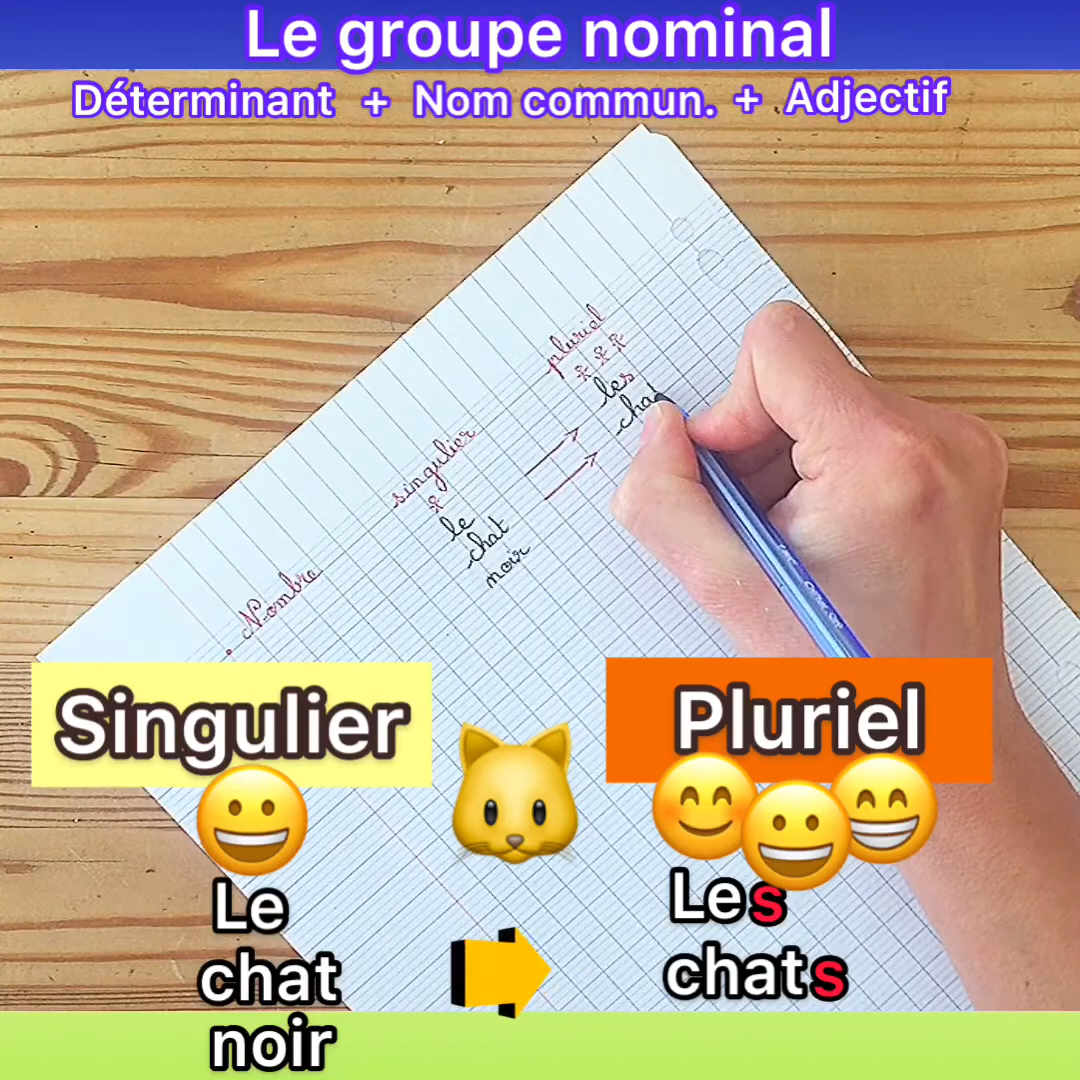 Le groupe nominal
Déterminant + Nom commun. + Adjectif
pluriel
les
cha
singulier
le
chat
noir
Nombre
Singulier
Pluriel
Le
chat
noir
Les
chats